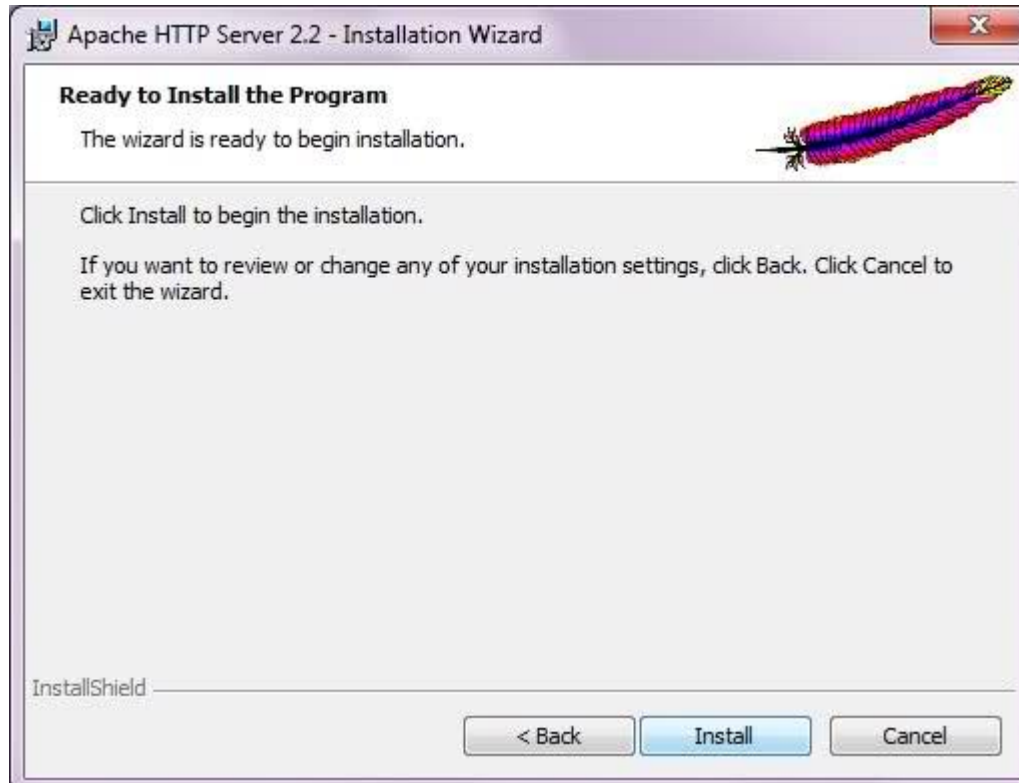 Apache HTTP Server 2.2 - Installation Wizard
Ready to Install the Program
The wizard is ready to begin installation.
Click Install to begin the installation.
If you want to review or change any of your installation settings, click Back. Click Cancel to
exit the wizard.
InstallShield
< Back Install Cancel